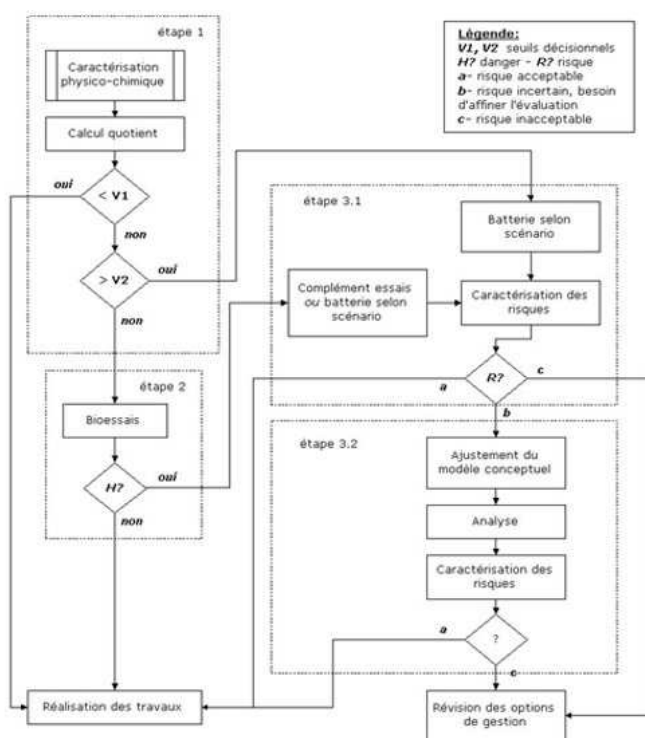 étape 1
Caractérisation
physico-chimique
Calcul quotient
oui
< V1
non
> V2
oui
non
étape 2
Bioessais
H?
oui
non
Réalisation des travaux
Légende:
V1, V2 seuils décisionnels
H? danger - R? risque
a- risque acceptable
b- risque incertain, besoin
d'affiner l'évaluation
c- risque inacceptable
étape 3.1
Batterie selon
scénario
Complément essais
ou batterie selon
scénario
Caractérisation des
risques
a
R?
c
b
étape 3.2
Ajustement du
modèle conceptuel
Analyse
Caractérisation des
risques
a
?
c
Révision des options
de gestion